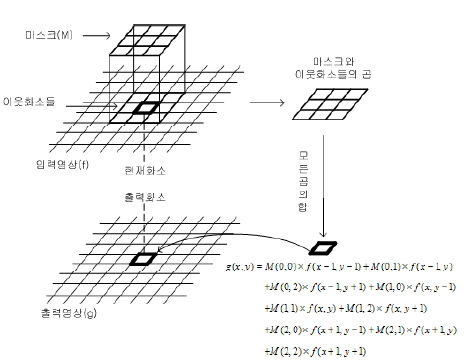 마스크(M)
마스크와
이웃화소들의 곱
이웃화소들
입력영상(f)
현재화소
모든곱의합
출력화소
출력영상(g)
g(x,y) = M(0,0)×f(x-1,y-1)+M(0,1)×f(x-1,y)
+M(0,2)×f(x-1,y+1)+M(1,0)×f(x,y-1)
+M(1,1)×f(x,y)+M(1,2)×f(x,y+1)
+M(2,0)×f(x+1,y-1)+M(2,1)×f(x+1,y)
+M(2,2)×f(x+1,y+1)